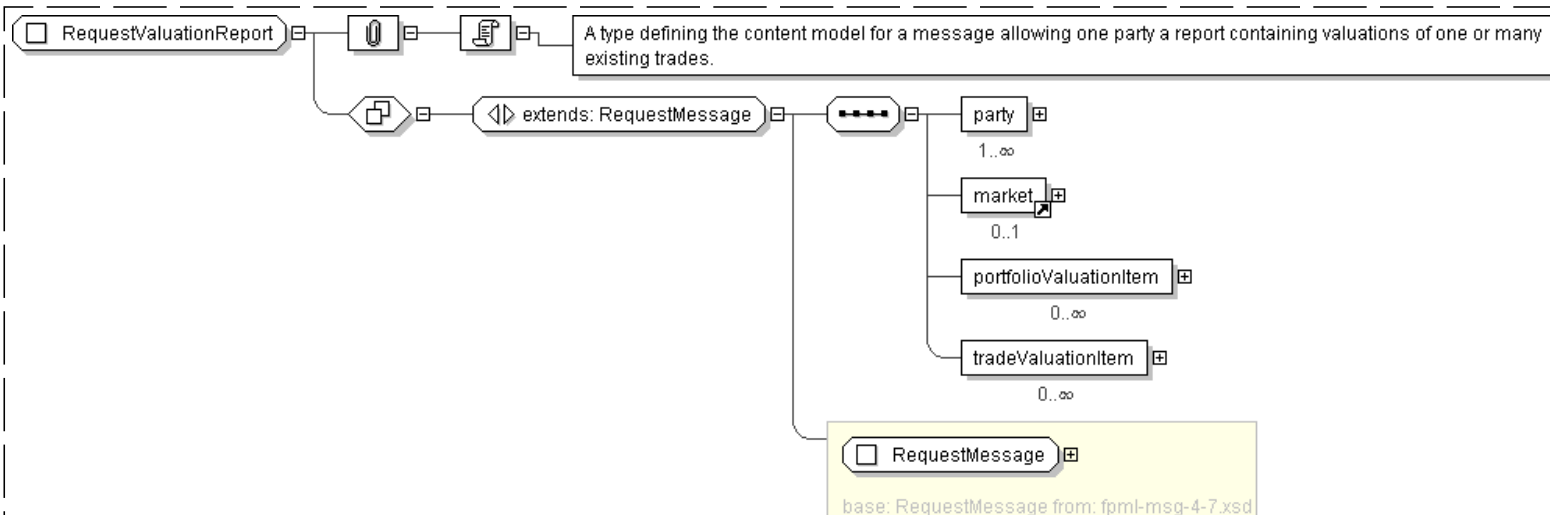 RequestValuationReport
A type defining the content model for a message allowing one party a report containing valuations of one or many
existing trades.
extends: RequestMessage
party
1..∞
market
0..1
portfolioValuationItem
0..∞
tradeValuationItem
0..∞
RequestMessage
base: RequestMessage from: fpml-msg-4-7.xsd